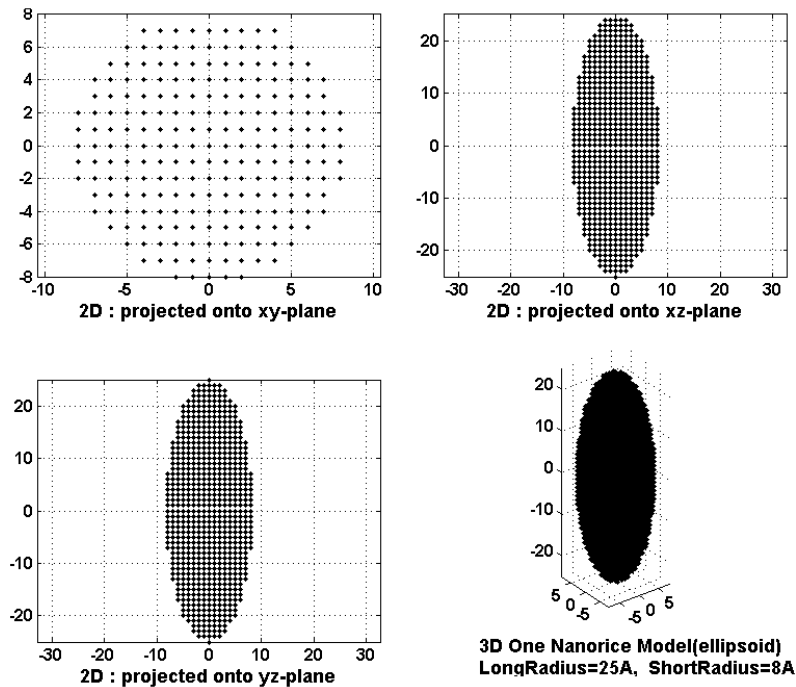 8
6
4
2
0
-2
-4
-6
-8
-10 -5 0 5 10
2D : projected onto xy-plane
20
10
0
-10
-20
-30 -20 -10 0 10 20 30
2D : projected onto xz-plane
20
10
0
-10
-20
-30 -20 -10 0 10 20 30
2D : projected onto yz-plane
20
10
0
-10
-20
5 0 -5 -5 0 5
3D One Nanorice Model(ellipsoid)
LongRadius=25A, ShortRadius=8A